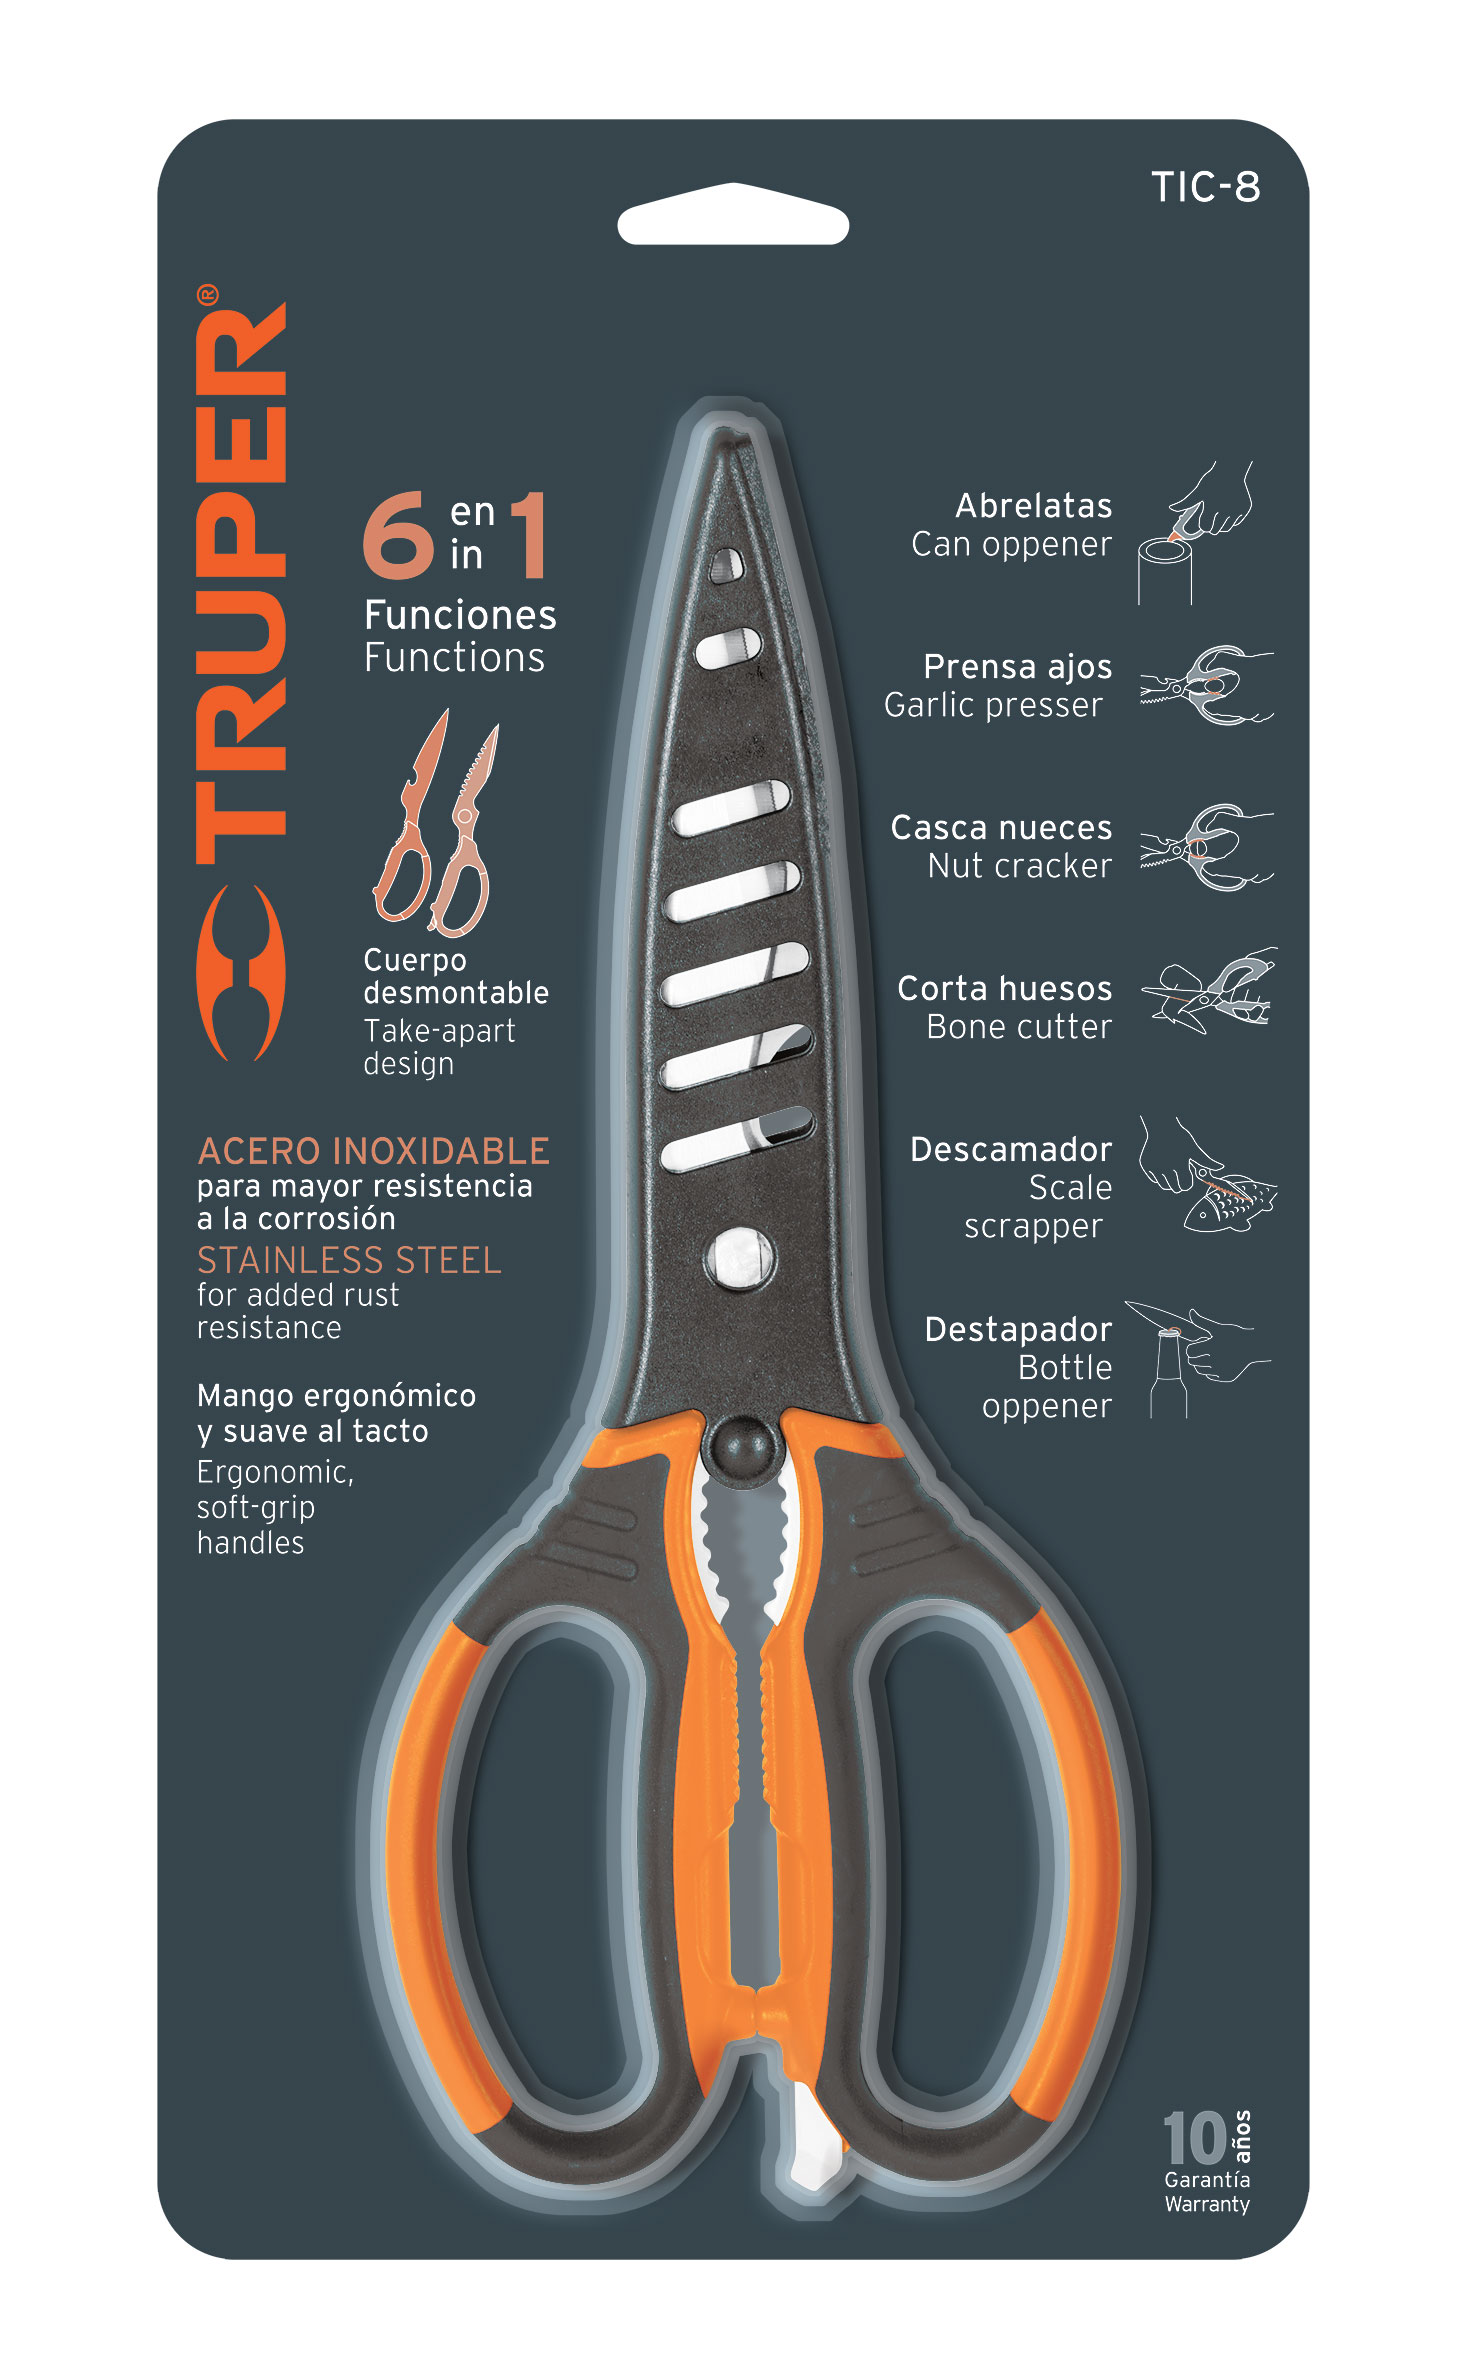 TIC-8
TRUPER®
6 en in 1
Funciones
Functions
Cuerpo
desmontable
Take-apart
design
ACERO INOXIDABLE
para mayor resistencia
a la corrosión
STAINLESS STEEL
for added rust
resistance
Mango ergonómico
y suave al tacto
Ergonomic,
soft-grip
handles
Abrelatas
Can oppener
Prensa ajos
Garlic presser
Casca nueces
Nut cracker
Corta huesos
Bone cutter
Descamador
Scale
scrapper
Destapador
Bottle
oppener
10 años
Garantía
Warranty